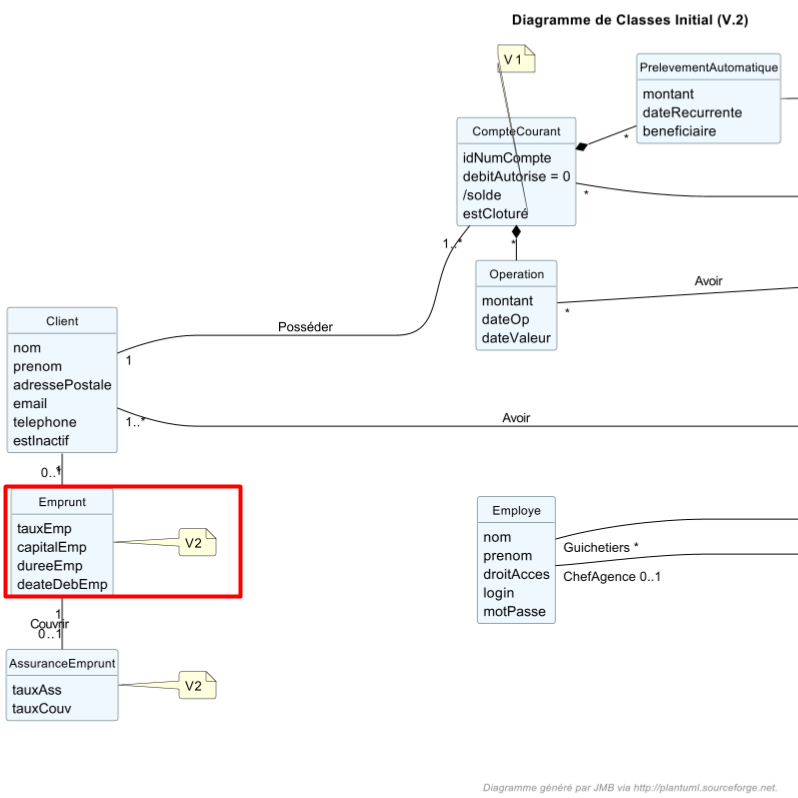 Diagramme de Classes Initial (V.2)
V 1
PrelevementAutomatique
montant
dateRecurrente
beneficiaire
*
CompteCourant
idNumCompte
debitAutorise = 0
/solde
estCloturé
*
1..*
*
Operation
montant
dateOp
dateValeur
*
Avoir
Posséder
Client
nom
prenom
adressePostale
email
telephone
estInactif
1
1..*
Avoir
0..*
1
Emprunt
tauxEmp
capitalEmp
dureeEmp
deateDebEmp
V2
1
Couvrir
0..1
AssuranceEmprunt
tauxAss
tauxCouv
V2
Employe
nom
prenom
droitAcces
login
motPasse
Guichetiers *
ChefAgence 0..1
Diagramme généré par JMB via http://plantuml.sourceforge.net.